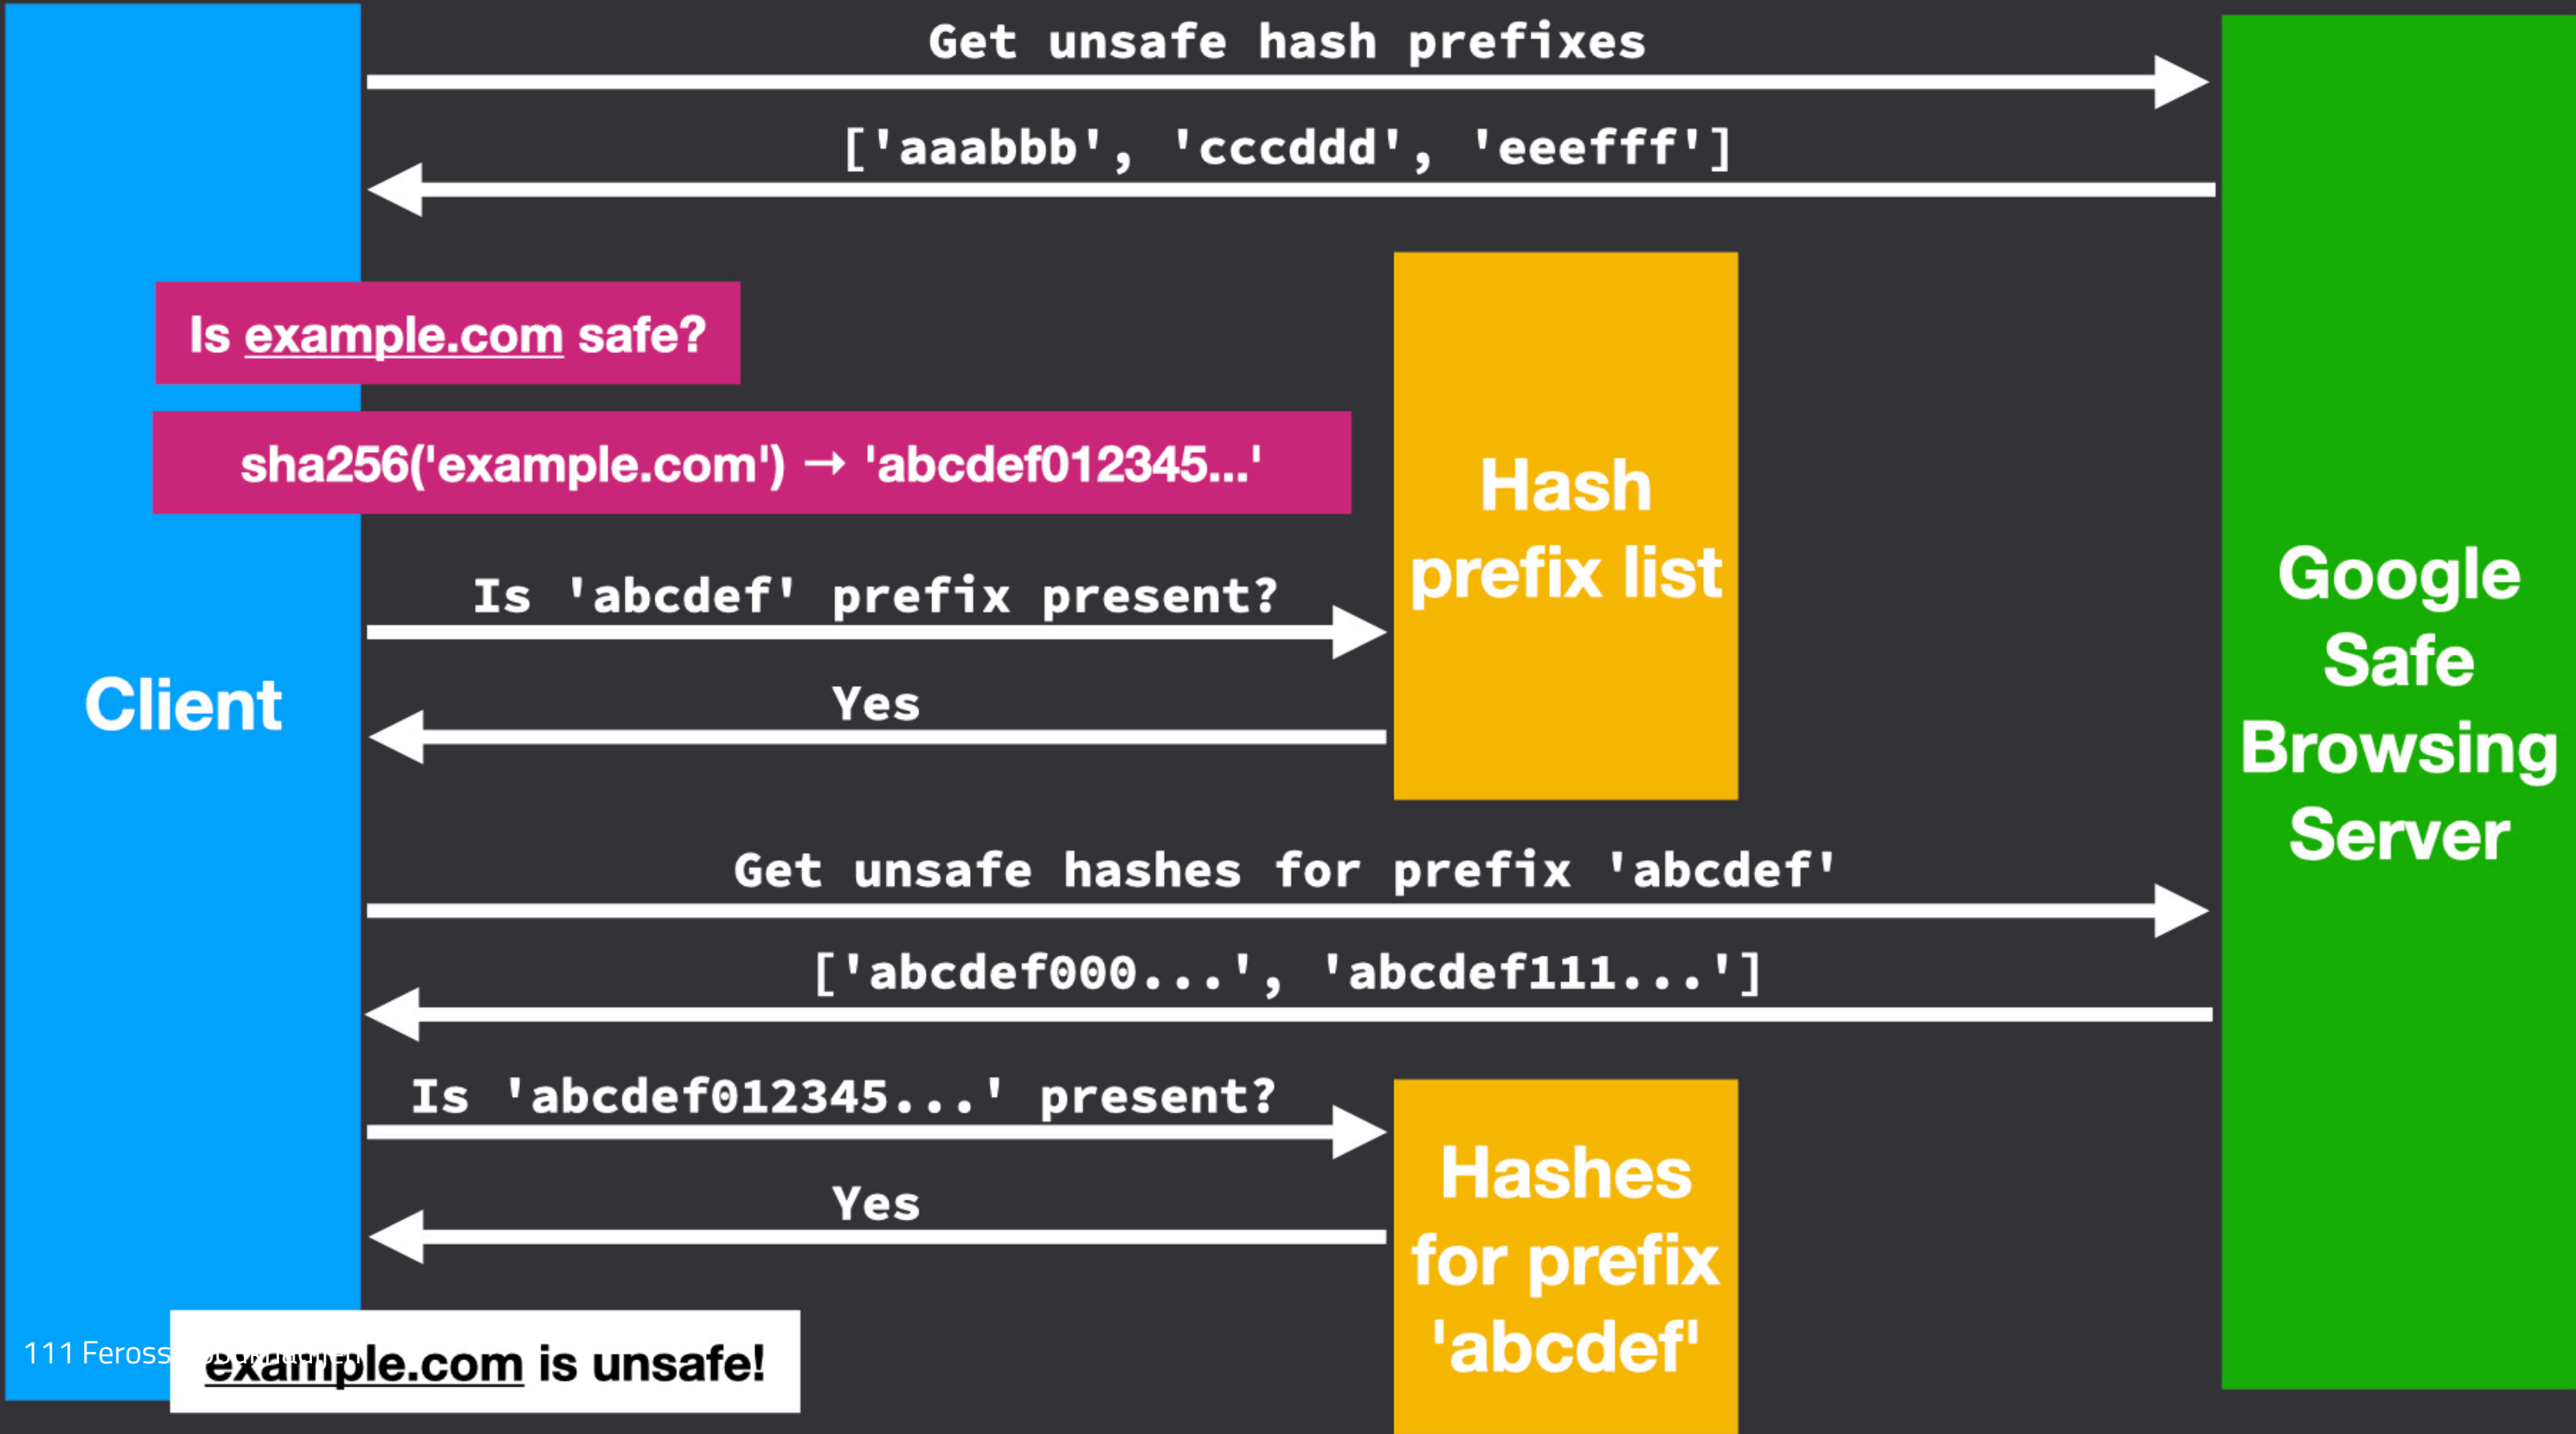 Get unsafe hash prefixes
['aaabbb', 'cccddd', 'eeefff']
Is example.com safe?
sha256('example.com') → 'abcdef012345...'
Hash
prefix list
Is 'abcdef' prefix present?
Yes
Client
Google
Safe
Browsing
Server
Get unsafe hashes for prefix 'abcdef'
['abcdef000...', 'abcdef111...']
Is 'abcdef012345...' present?
Yes
Hashes
for prefix
'abcdef'
111 Feross
example.com is unsafe!